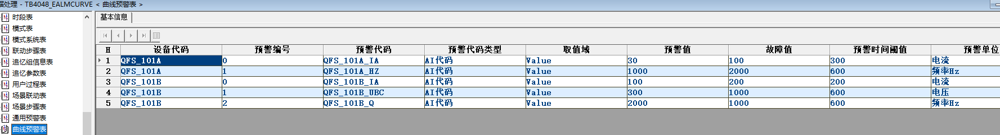 据处理 - TB4048_EALMCURVE < 曲线预警表 >
时段表
模式表
模式系统表
联动步骤表
追忆组信息表
追忆参数表
用户过程表
场景联动表
场景步骤表
通用预警表
曲线预警表
基本信息
H 设备代码 预警编号 预警代码 预警代码类型 取值域 预警值 故障值 预警时间阈值 预警单位
1 QFS_101A 0 QFS_101A_IA AI代码 Value 30 100 300 电流
2 QFS_101A 1 QFS_101A_HZ AI代码 Value 1000 2000 600 频率Hz
3 QFS_101B 0 QFS_101B_IA AI代码 Value 100 200 200 电流
4 QFS_101B 1 QFS_101B_UBC AI代码 Value 300 1000 600 电压
5 QFS_101B 2 QFS_101B_Q AI代码 Value 2000 1000 600 频率Hz